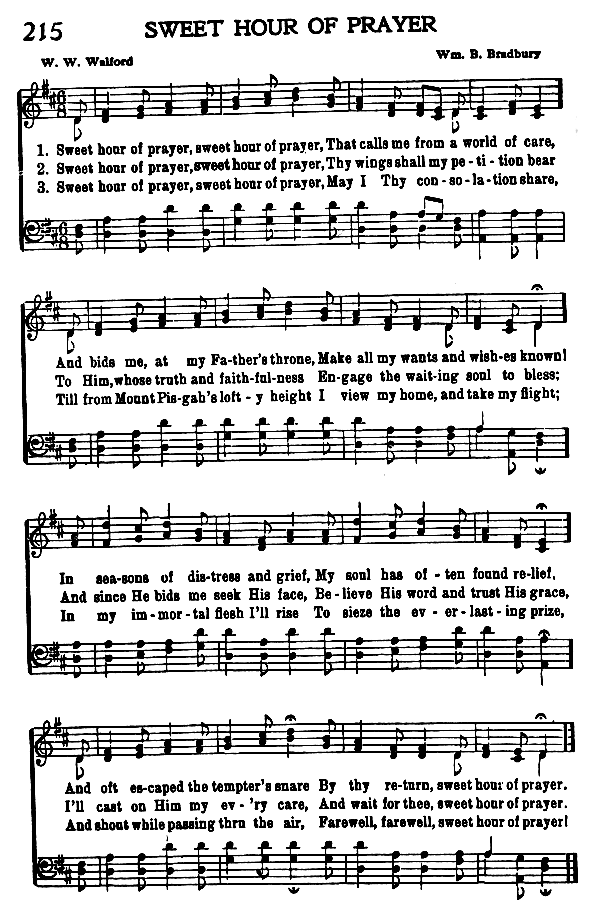 215 SWEET HOUR OF PRAYER
W. W. Walford Wm. B. Bradbury
1. Sweet hour of prayer, sweet hour of prayer, That calls me from a world of care,
2. Sweet hour of prayer, sweet hour of prayer, Thy wings shall my pe - ti - tion bear
3. Sweet hour of prayer, sweet hour of prayer, May I Thy con - so - la - tion share,
And bids me, at my Fa - ther's throne, Make all my wants and wish - es known!
To Him, whose truth and faith - ful - ness En - gage the wait - ing soul to bless;
Till from Mount Pis - gah's loft - y height I view my home, and take my flight;
In sea - sons of dis - tress and grief, My soul has of - ten found re - lief,
And since He bids me seek His face, Be - lieve His word and trust His grace,
In my im - mor - tal flesh I'll rise To sieze the ev - er - last - ing prize,
And oft es - caped the tempter's snare By thy re - turn, sweet hour of prayer.
I'll cast on Him my ev - 'ry care, And wait for thee, sweet hour of prayer.
And shout while passing thru the air, Farewell, farewell, sweet hour of prayer!